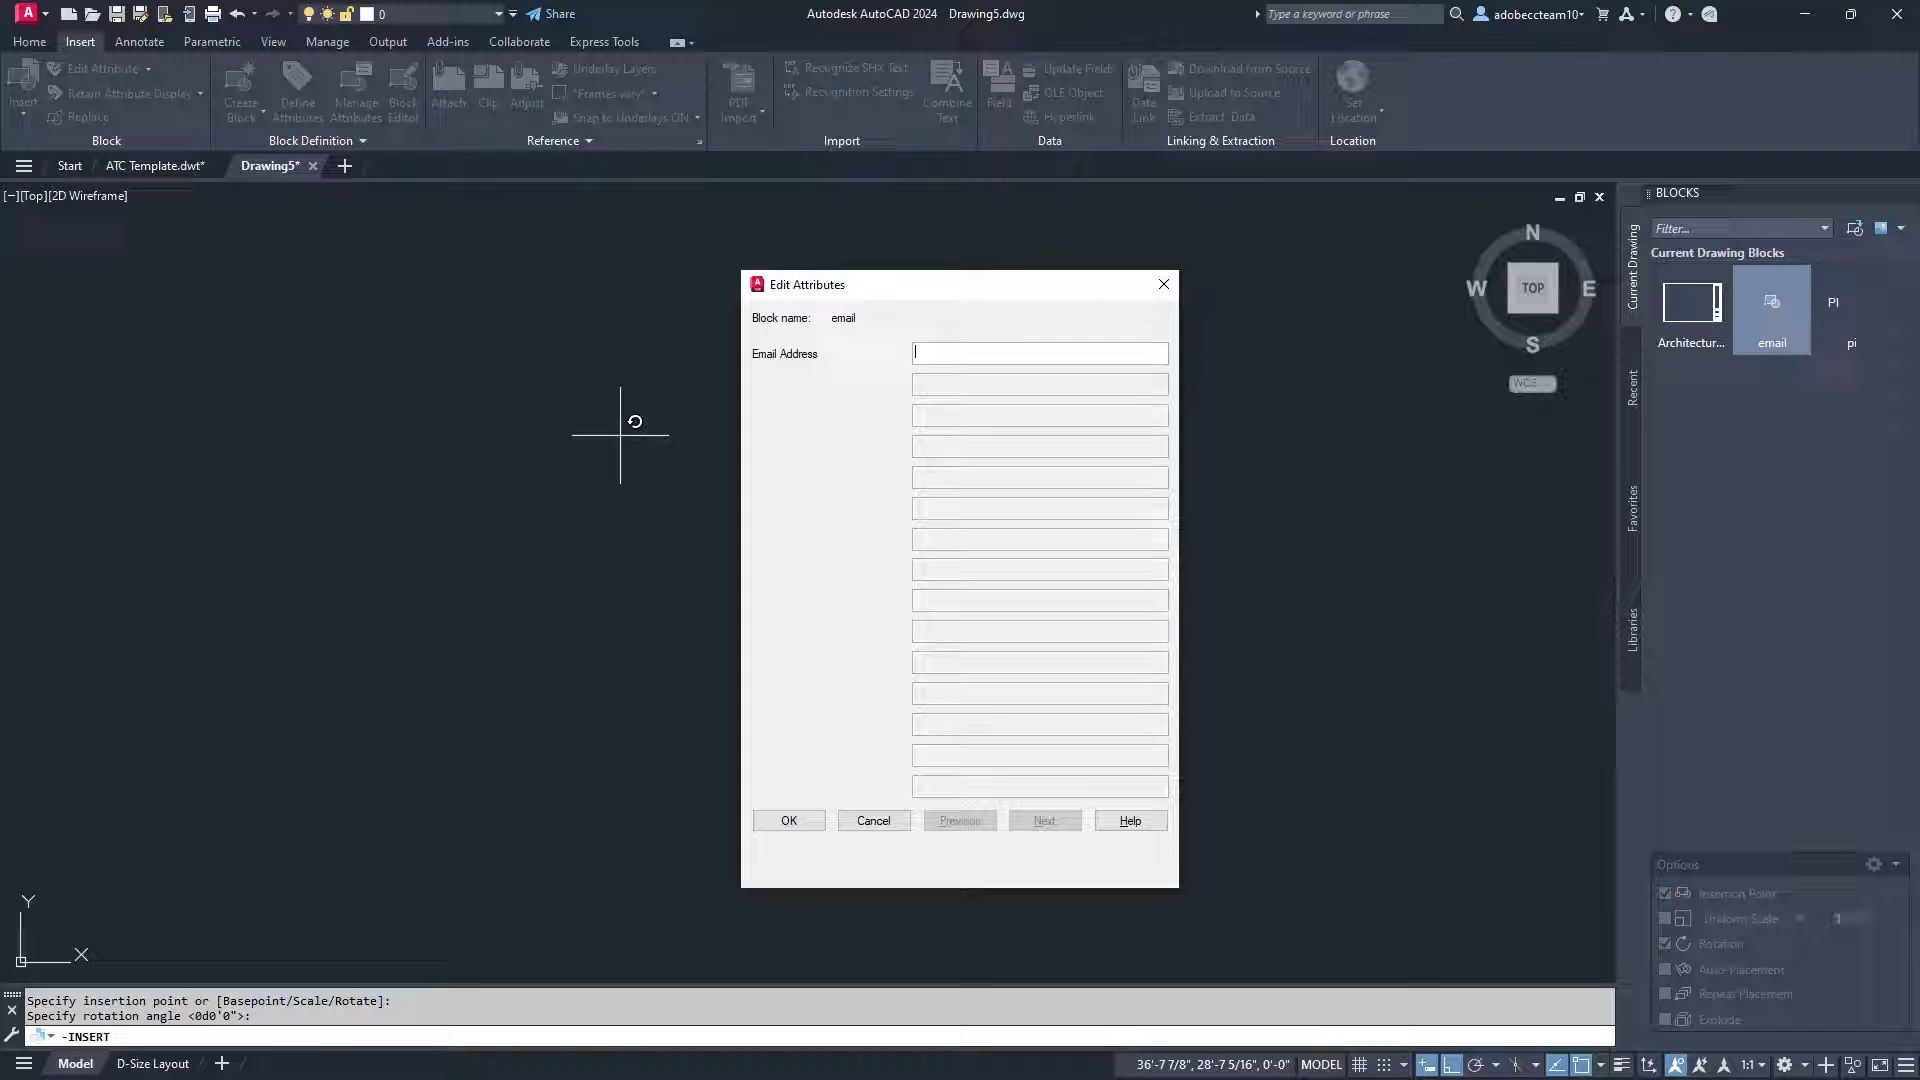 0
Share
Autodesk AutoCAD 2024 Drawing5.dwg
Type a keyword or phrase
adobeccteam10
Home Insert Annotate Parametric View Manage Output Add-ins Collaborate Express Tools
Insert
Edit Attribute
Retain Attribute Display
Replace
Block
Create Block
Define Attributes
Manage Attributes
Block Editor
Block Definition
Attach
Clip
Adjust
Underlay Layers
*Frames vary*
Snap to Underlays ON
Reference
PDF Import
Recognize SHX Text
Recognition Settings
Combine Text
Import
Field
Update Fields
OLE Object
Hyperlink
Data
Data Link
Download from Source
Upload to Source
Extract Data
Linking & Extraction
Set Location
Location
Start ATC Template.dwt* Drawing5*
[−][Top][2D Wireframe]
N
W TOP E
S
WCS
BLOCKS
Filter...
Current Drawing Blocks
Architectur... email pi
PI
Current Drawing
Recent
Favorites
Libraries
Edit Attributes
Block name: email
Email Address
OK Cancel Previous Next Help
Options
Insertion Point
Uniform Scale 1
Rotation
Auto-Placement
Repeat Placement
Explode
Y
X
Specify insertion point or [Basepoint/Scale/Rotate]:
Specify rotation angle <0d0'0">:
-INSERT
Model D-Size Layout
36'-7 7/8", 28'-7 5/16", 0'-0" MODEL
1:1